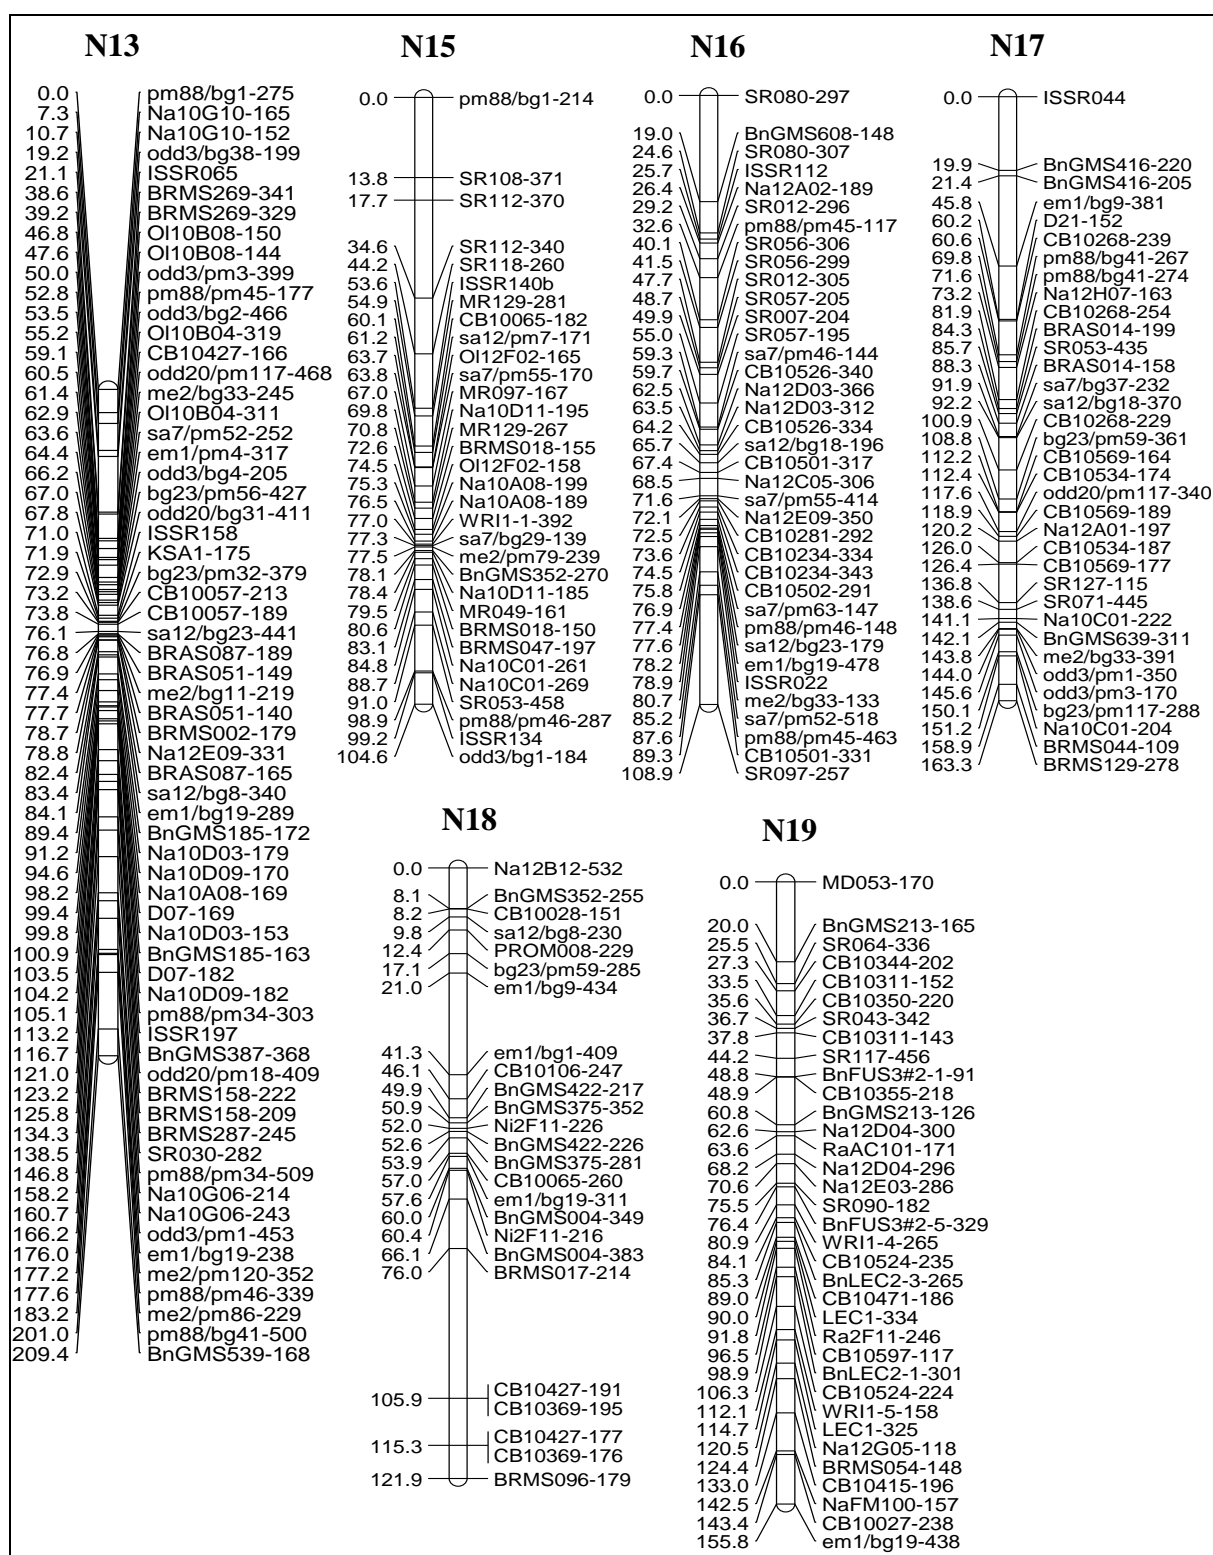 N13
0.0 pm88/bg1-275
7.3 Na10G10-165
10.7 Na10G10-152
19.2 odd3/bg38-199
21.1 ISSR065
38.6 BRMS269-341
39.2 BRMS269-329
46.8 OI10B08-150
47.6 OI10B08-144
50.0 odd3/pm3-399
52.8 pm88/pm45-177
53.5 odd3/bg2-466
55.2 OI10B04-319
59.1 CB10427-166
60.5 odd20/pm117-468
61.4 me2/bg33-245
62.9 OI10B04-311
63.6 sa7/pm52-252
64.4 em1/pm4-317
66.2 odd3/bg4-205
67.0 bg23/pm56-427
67.8 odd20/bg31-411
71.0 ISSR158
71.9 KSA1-175
72.9 bg23/pm32-379
73.2 CB10057-213
73.8 CB10057-189
76.1 sa12/bg23-441
76.8 BRAS087-189
76.9 BRAS051-149
77.4 me2/bg11-219
77.7 BRAS051-140
78.7 BRMS002-179
78.8 Na12E09-331
82.4 BRAS087-165
83.4 sa12/bg8-340
84.1 em1/bg19-289
89.4 BnGMS185-172
91.2 Na10D03-179
94.6 Na10D09-170
98.2 Na10A08-169
99.4 D07-169
99.8 Na10D03-153
100.9 BnGMS185-163
103.5 D07-182
104.2 Na10D09-182
105.1 pm88/pm34-303
113.2 ISSR197
116.7 BnGMS387-368
121.0 odd20/pm18-409
123.2 BRMS158-222
125.8 BRMS158-209
134.3 BRMS287-245
138.5 SR030-282
146.8 pm88/pm34-509
158.2 Na10G06-214
160.7 Na10G06-243
166.2 odd3/pm1-453
176.0 em1/bg19-238
177.2 me2/pm120-352
177.6 pm88/pm46-339
183.2 me2/pm86-229
201.0 pm88/bg41-500
209.4 BnGMS539-168
N15
0.0 pm88/bg1-214
13.8 SR108-371
17.7 SR112-370
34.6 SR112-340
44.2 SR118-260
53.6 ISSR140b
54.9 MR129-281
60.1 CB10065-182
61.2 sa12/pm7-171
63.7 OI12F02-165
63.8 sa7/pm55-170
67.0 MR097-167
69.8 Na10D11-195
70.8 MR129-267
72.6 BRMS018-155
74.5 OI12F02-158
75.3 Na10A08-199
76.5 Na10A08-189
77.0 WRI1-1-392
77.3 sa7/bg29-139
77.5 me2/pm79-239
78.1 BnGMS352-270
78.4 Na10D11-185
79.5 MR049-161
80.6 BRMS018-150
83.1 BRMS047-197
84.8 Na10C01-261
88.7 Na10C01-269
91.0 SR053-458
98.9 pm88/pm46-287
99.2 ISSR134
104.6 odd3/bg1-184
N16
0.0 SR080-297
19.0 BnGMS608-148
24.6 SR080-307
25.7 ISSR112
26.4 Na12A02-189
29.2 SR012-296
32.6 pm88/pm45-117
40.1 SR056-306
41.5 SR056-299
47.7 SR012-305
48.7 SR057-205
49.9 SR007-204
55.0 SR057-195
59.3 sa7/pm46-144
59.7 CB10526-340
62.5 Na12D03-366
63.5 Na12D03-312
64.2 CB10526-334
65.7 sa12/bg18-196
67.4 CB10501-317
68.5 Na12C05-306
71.6 sa7/pm55-414
72.1 Na12E09-350
72.5 CB10281-292
73.6 CB10234-334
74.5 CB10234-343
75.8 CB10502-291
76.9 sa7/pm63-147
77.4 pm88/pm46-148
77.6 sa12/bg23-179
78.2 em1/bg19-478
78.9 ISSR022
80.7 me2/bg33-133
85.2 sa7/pm52-518
87.6 pm88/pm45-463
89.3 CB10501-331
108.9 SR097-257
N17
0.0 ISSR044
19.9 BnGMS416-220
21.4 BnGMS416-205
45.8 em1/bg9-381
60.2 D21-152
60.6 CB10268-239
69.8 pm88/bg41-267
71.6 pm88/bg41-274
73.2 Na12H07-163
81.9 CB10268-254
84.3 BRAS014-199
85.7 SR053-435
88.3 BRAS014-158
91.9 sa7/bg37-232
92.2 sa12/bg18-370
100.9 CB10268-229
108.8 bg23/pm59-361
112.2 CB10569-164
112.4 CB10534-174
117.6 odd20/pm117-340
118.9 CB10569-189
120.2 Na12A01-197
126.0 CB10534-187
126.4 CB10569-177
136.8 SR127-115
138.6 SR071-445
141.1 Na10C01-222
142.1 BnGMS639-311
143.8 me2/bg33-391
144.0 odd3/pm1-350
145.6 odd3/pm3-170
150.1 bg23/pm117-288
151.2 Na10C01-204
158.9 BRMS044-109
163.3 BRMS129-278
N18
0.0 Na12B12-532
8.1 BnGMS352-255
8.2 CB10028-151
9.8 sa12/bg8-230
12.4 PROM008-229
17.1 bg23/pm59-285
21.0 em1/bg9-434
41.3 em1/bg1-409
46.1 CB10106-247
49.9 BnGMS422-217
50.9 BnGMS375-352
52.0 Ni2F11-226
52.6 BnGMS422-226
53.9 BnGMS375-281
57.0 CB10065-260
57.6 em1/bg19-311
60.0 BnGMS004-349
60.4 Ni2F11-216
66.1 BnGMS004-383
76.0 BRMS017-214
105.9 CB10427-191
CB10369-195
115.3 CB10427-177
CB10369-176
121.9 BRMS096-179
N19
0.0 MD053-170
20.0 BnGMS213-165
25.5 SR064-336
27.3 CB10344-202
33.5 CB10311-152
35.6 CB10350-220
36.7 SR043-342
37.8 CB10311-143
44.2 SR117-456
48.8 BnFUS3#2-1-91
48.9 CB10355-218
60.8 BnGMS213-126
62.6 Na12D04-300
63.6 RaAC101-171
68.2 Na12D04-296
70.6 Na12E03-286
75.5 SR090-182
76.4 BnFUS3#2-5-329
80.9 WRI1-4-265
84.1 CB10524-235
85.3 BnLEC2-3-265
89.0 CB10471-186
90.0 LEC1-334
91.8 Ra2F11-246
96.5 CB10597-117
98.9 BnLEC2-1-301
106.3 CB10524-224
112.1 WRI1-5-158
114.7 LEC1-325
120.5 Na12G05-118
124.4 BRMS054-148
133.0 CB10415-196
142.5 NaFM100-157
143.4 CB10027-238
155.8 em1/bg19-438